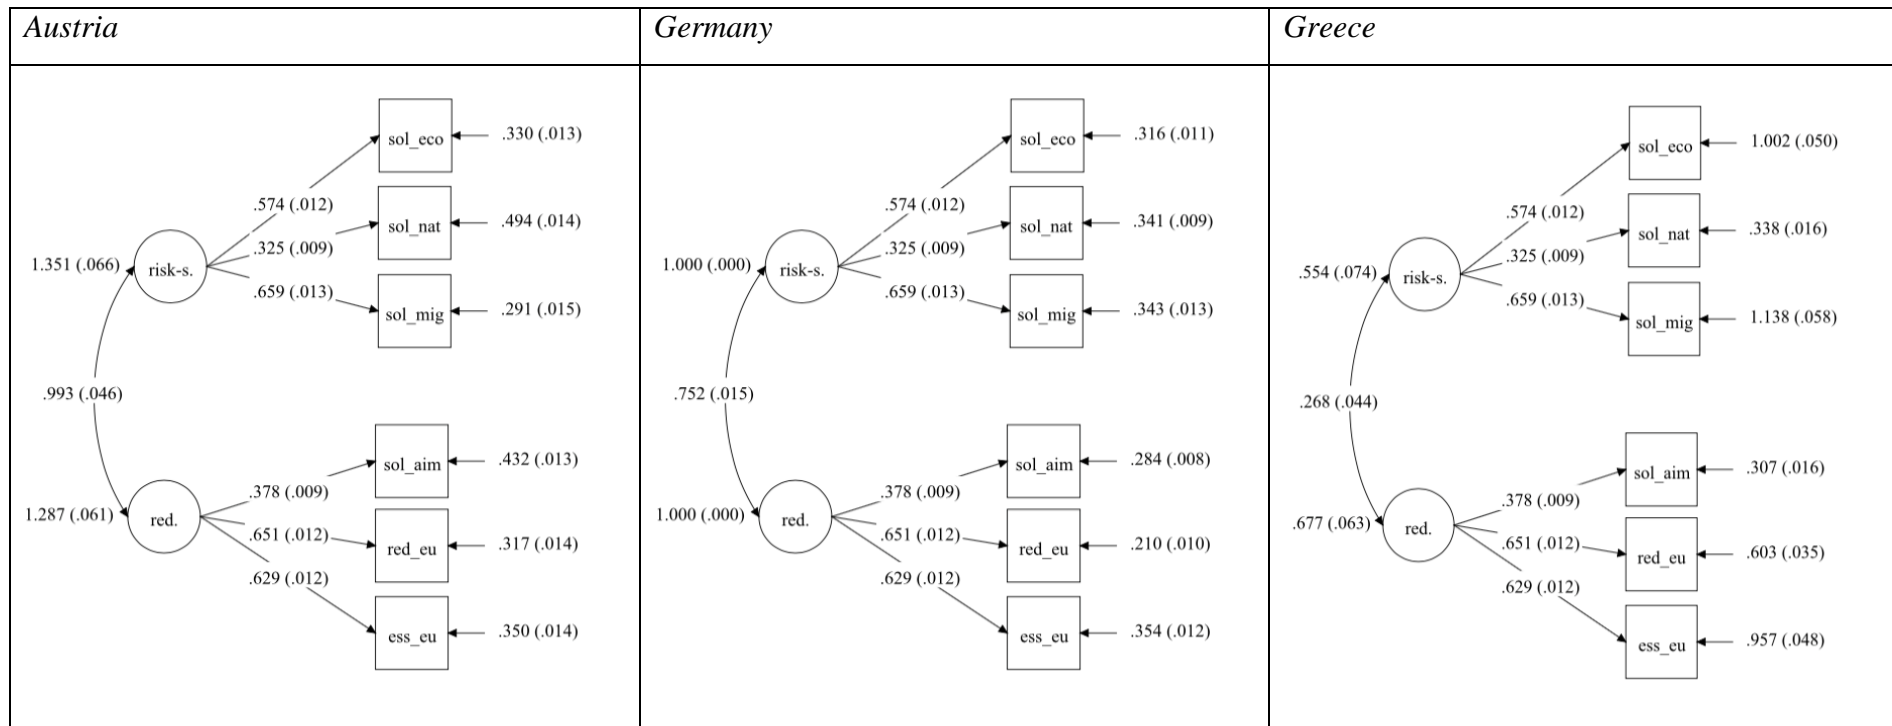 Austria
sol_eco
.330 (.013)
.574 (.012)
sol_nat
.494 (.014)
.325 (.009)
1.351 (.066)
risk-s.
.659 (.013)
sol_mig
.291 (.015)
.993 (.046)
sol_aim
.432 (.013)
.378 (.009)
1.287 (.061)
red.
.651 (.012)
red_eu
.317 (.014)
.629 (.012)
ess_eu
.350 (.014)
Germany
sol_eco
.316 (.011)
.574 (.012)
sol_nat
.341 (.009)
.325 (.009)
1.000 (.000)
risk-s.
.659 (.013)
sol_mig
.343 (.013)
.752 (.015)
sol_aim
.284 (.008)
.378 (.009)
1.000 (.000)
red.
.651 (.012)
red_eu
.210 (.010)
.629 (.012)
ess_eu
.354 (.012)
Greece
sol_eco
1.002 (.050)
.574 (.012)
sol_nat
.338 (.016)
.325 (.009)
.554 (.074)
risk-s.
.659 (.013)
sol_mig
1.138 (.058)
.268 (.044)
sol_aim
.307 (.016)
.378 (.009)
.677 (.063)
red.
.651 (.012)
red_eu
.603 (.035)
.629 (.012)
ess_eu
.957 (.048)